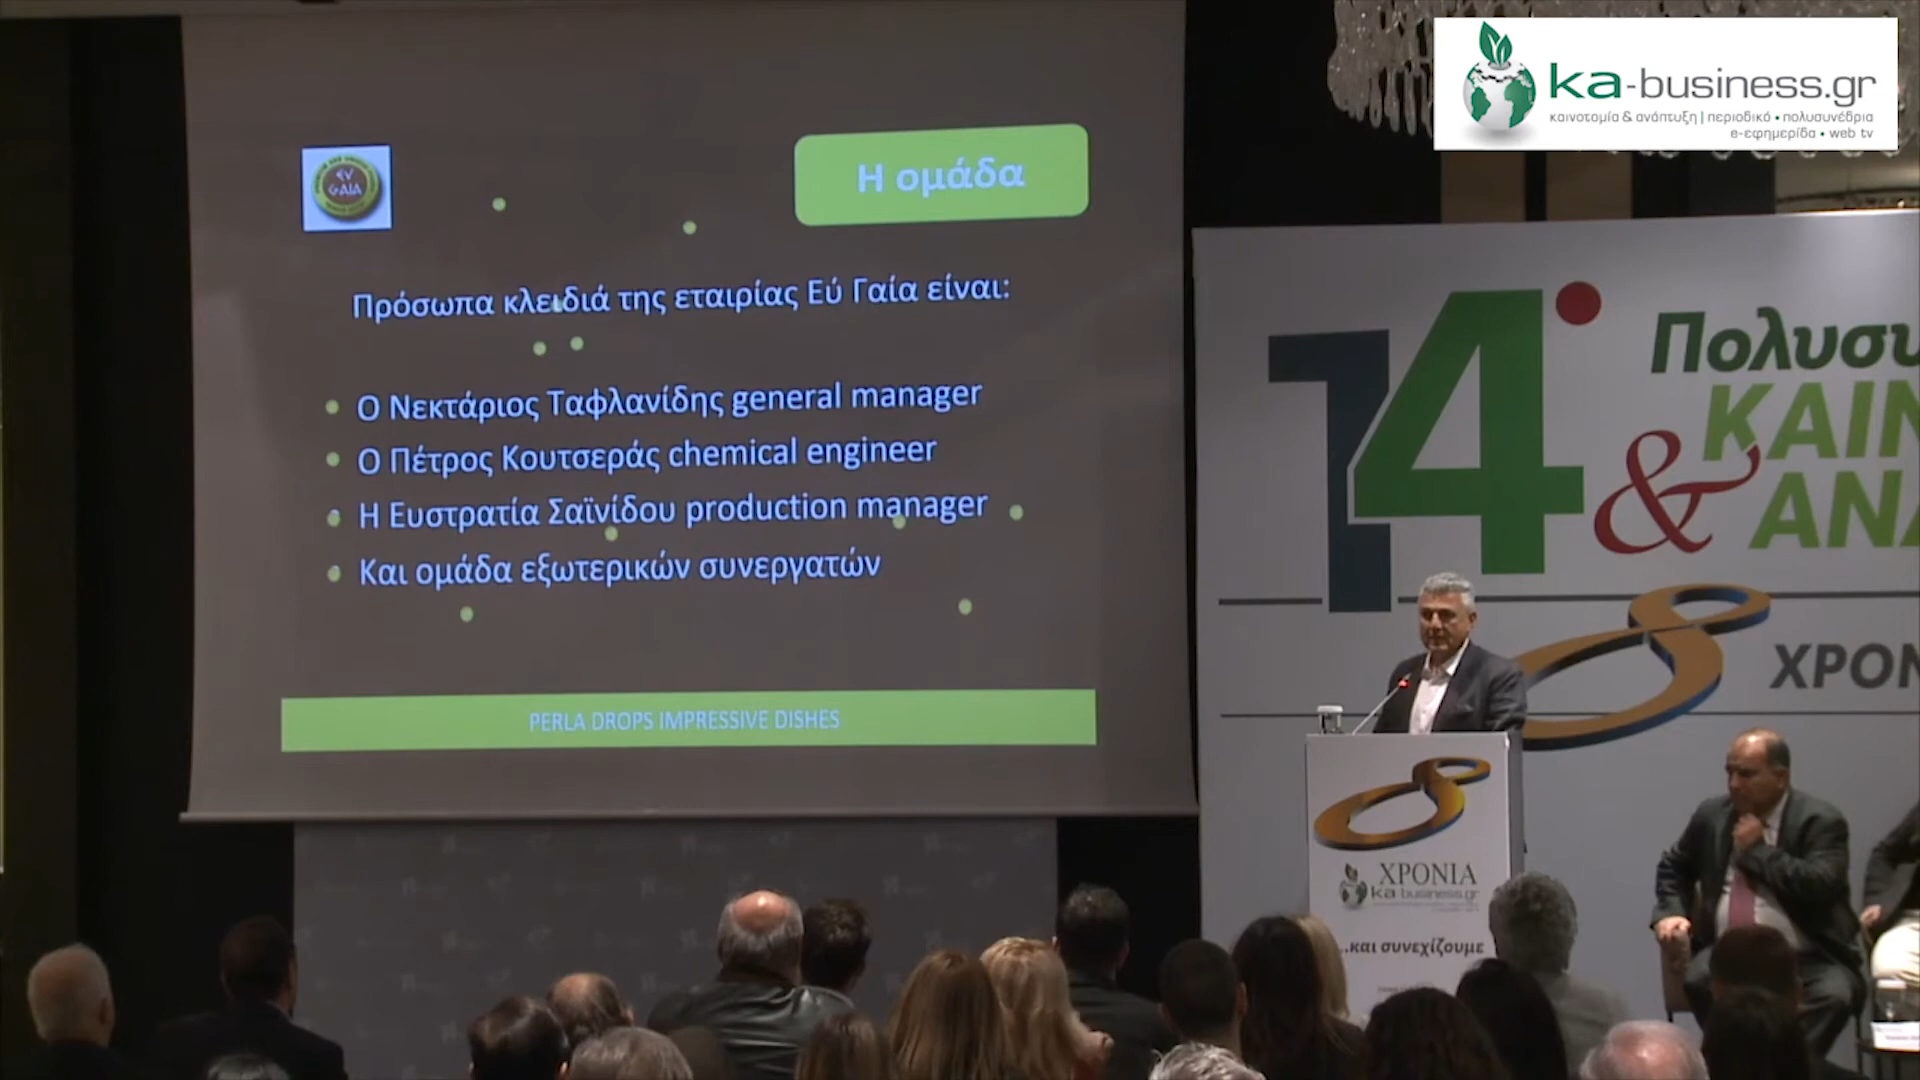 ka-business.gr
καινοτομία & ανάπτυξη | περιοδικό • πολυσυνέδρια
e-εφημερίδα • web tv
ΕΥ
GAIA
Η ομάδα
Πρόσωπα κλειδιά της εταιρίας Εύ Γαία είναι:
Ο Νεκτάριος Ταφλανίδης general manager
Ο Πέτρος Κουτσεράς chemical engineer
Η Ευστρατία Σαϊνίδου production manager
Και ομάδα εξωτερικών συνεργατών
PERLA DROPS IMPRESSIVE DISHES
14
Πολυσυ
ΚΑΙΝ
& ΑΝΑ
8 ΧΡΟΝ
8
ΧΡΟΝΙΑ
ka-business.gr
...και συνεχίζουμε